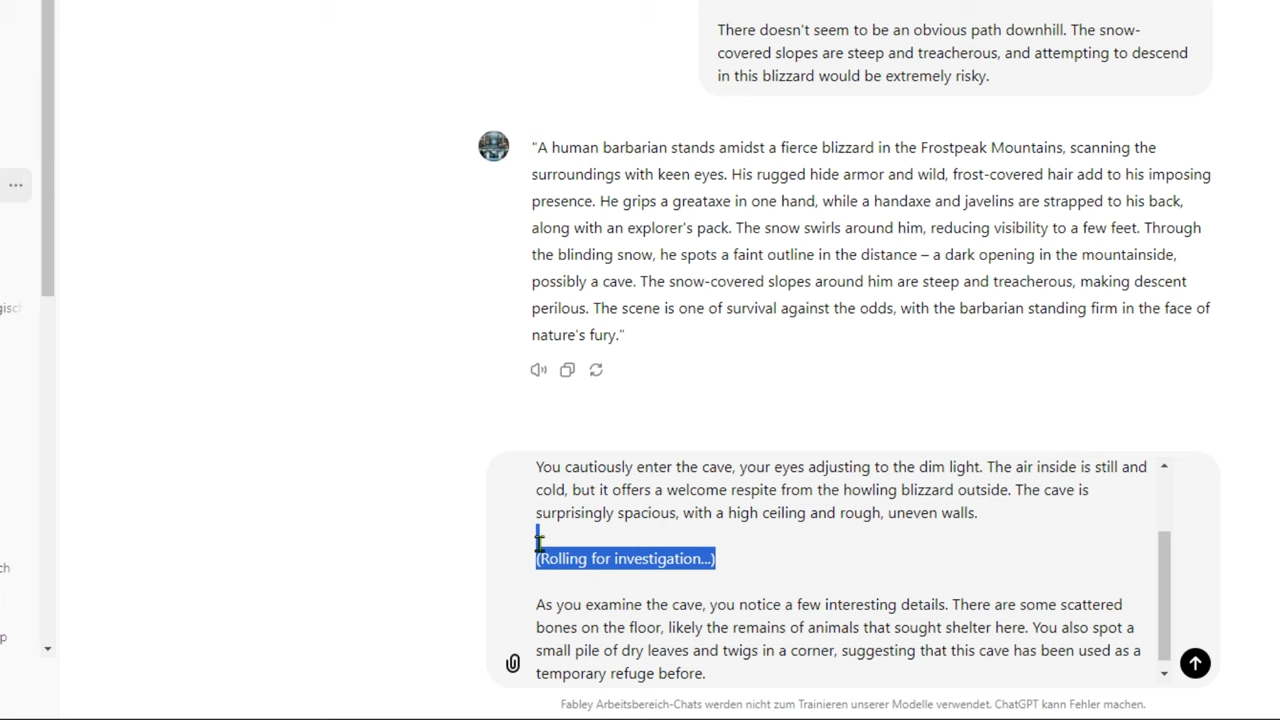 There doesn't seem to be an obvious path downhill. The snow-
covered slopes are steep and treacherous, and attempting to descend
in this blizzard would be extremely risky.
"A human barbarian stands amidst a fierce blizzard in the Frostpeak Mountains, scanning the
surroundings with keen eyes. His rugged hide armor and wild, frost-covered hair add to his imposing
presence. He grips a greataxe in one hand, while a handaxe and javelins are strapped to his back,
along with an explorer's pack. The snow swirls around him, reducing visibility to a few feet. Through
the blinding snow, he spots a faint outline in the distance – a dark opening in the mountainside,
possibly a cave. The snow-covered slopes around him are steep and treacherous, making descent
perilous. The scene is one of survival against the odds, with the barbarian standing firm in the face of
nature's fury."
You cautiously enter the cave, your eyes adjusting to the dim light. The air inside is still and
cold, but it offers a welcome respite from the howling blizzard outside. The cave is
surprisingly spacious, with a high ceiling and rough, uneven walls.
(Rolling for investigation...)
As you examine the cave, you notice a few interesting details. There are some scattered
bones on the floor, likely the remains of animals that sought shelter here. You also spot a
small pile of dry leaves and twigs in a corner, suggesting that this cave has been used as a
temporary refuge before.
Fabley Arbeitsbereich-Chats werden nicht zum Trainieren unserer Modelle verwendet. ChatGPT kann Fehler machen.